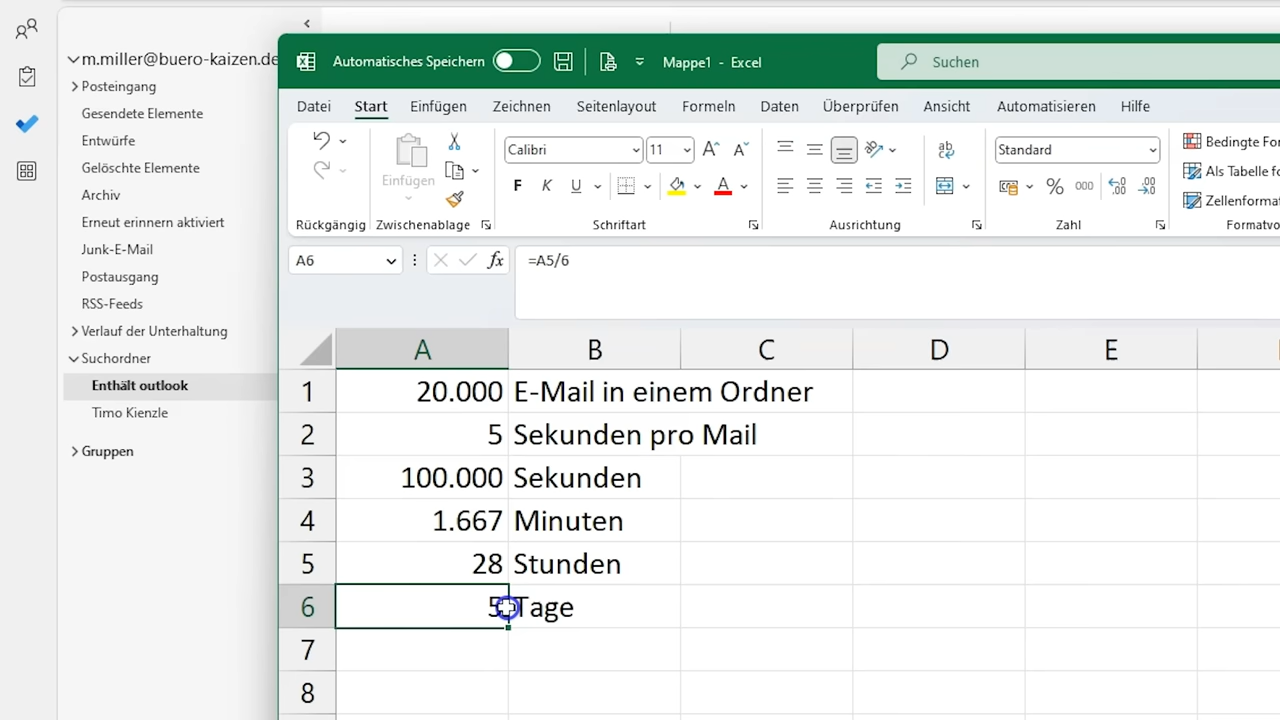 m.miller@buero-kaizen.de
Posteingang
Gesendete Elemente
Entwürfe
Gelöschte Elemente
Archiv
Erneut erinnern aktiviert
Junk-E-Mail
Postausgang
RSS-Feeds
Verlauf der Unterhaltung
Suchordner
Enthält outlook
Timo Kienzle
Gruppen
Automatisches Speichern
Mappe1 - Excel
Suchen
Datei Start Einfügen Zeichnen Seitenlayout Formeln Daten Überprüfen Ansicht Automatisieren Hilfe
Einfügen
Calibri 11
F K U
ab
Standard
% 000
Bedingte For
Als Tabelle fo
Zellenformat
Rückgängig Zwischenablage Schriftart Ausrichtung Zahl Formatvo
A6 fx =A5/6
A B C D E
1 20.000 E-Mail in einem Ordner
2 5 Sekunden pro Mail
3 100.000 Sekunden
4 1.667 Minuten
5 28 Stunden
6 5 Tage
7
8